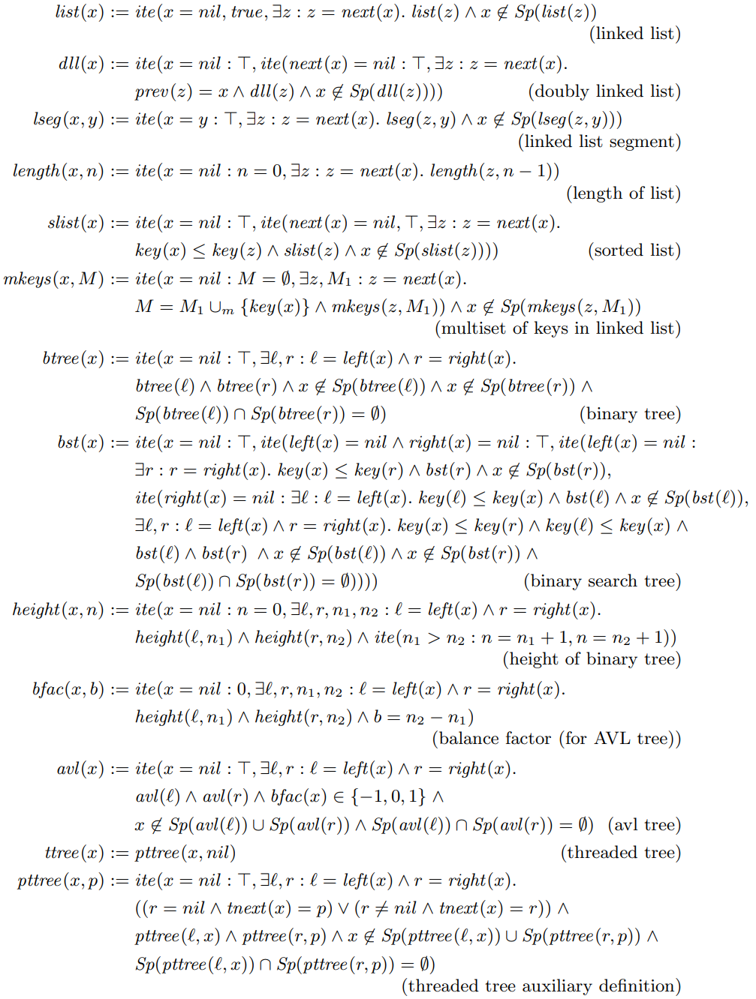 list(x) := ite(x = nil, true, ∃z : z = next(x). list(z) ∧ x ∉ Sp(list(z))
(linked list)
dll(x) := ite(x = nil : ⊤, ite(next(x) = nil : ⊤, ∃z : z = next(x).
prev(z) = x ∧ dll(z) ∧ x ∉ Sp(dll(z)))) (doubly linked list)
lseg(x, y) := ite(x = y : ⊤, ∃z : z = next(x). lseg(z, y) ∧ x ∉ Sp(lseg(z, y)))
(linked list segment)
length(x, n) := ite(x = nil : n = 0, ∃z : z = next(x). length(z, n − 1))
(length of list)
slist(x) := ite(x = nil : ⊤, ite(next(x) = nil, ⊤, ∃z : z = next(x).
key(x) ≤ key(z) ∧ slist(z) ∧ x ∉ Sp(slist(z)))) (sorted list)
mkeys(x, M) := ite(x = nil : M = ∅, ∃z, M₁ : z = next(x).
M = M₁ ∪ₘ {key(x)} ∧ mkeys(z, M₁)) ∧ x ∉ Sp(mkeys(z, M₁))
(multiset of keys in linked list)
btree(x) := ite(x = nil : ⊤, ∃ℓ, r : ℓ = left(x) ∧ r = right(x).
btree(ℓ) ∧ btree(r) ∧ x ∉ Sp(btree(ℓ)) ∧ x ∉ Sp(btree(r)) ∧
Sp(btree(ℓ)) ∩ Sp(btree(r)) = ∅) (binary tree)
bst(x) := ite(x = nil : ⊤, ite(left(x) = nil ∧ right(x) = nil : ⊤, ite(left(x) = nil :
∃r : r = right(x). key(x) ≤ key(r) ∧ bst(r) ∧ x ∉ Sp(bst(r)),
ite(right(x) = nil : ∃ℓ : ℓ = left(x). key(ℓ) ≤ key(x) ∧ bst(ℓ) ∧ x ∉ Sp(bst(ℓ)),
∃ℓ, r : ℓ = left(x) ∧ r = right(x). key(x) ≤ key(r) ∧ key(ℓ) ≤ key(x) ∧
bst(ℓ) ∧ bst(r) ∧ x ∉ Sp(bst(ℓ)) ∧ x ∉ Sp(bst(r)) ∧
Sp(bst(ℓ)) ∩ Sp(bst(r)) = ∅)))) (binary search tree)
height(x, n) := ite(x = nil : n = 0, ∃ℓ, r, n₁, n₂ : ℓ = left(x) ∧ r = right(x).
height(ℓ, n₁) ∧ height(r, n₂) ∧ ite(n₁ > n₂ : n = n₁ + 1, n = n₂ + 1))
(height of binary tree)
bfac(x, b) := ite(x = nil : 0, ∃ℓ, r, n₁, n₂ : ℓ = left(x) ∧ r = right(x).
height(ℓ, n₁) ∧ height(r, n₂) ∧ b = n₂ − n₁)
(balance factor (for AVL tree))
avl(x) := ite(x = nil : ⊤, ∃ℓ, r : ℓ = left(x) ∧ r = right(x).
avl(ℓ) ∧ avl(r) ∧ bfac(x) ∈ {−1, 0, 1} ∧
x ∉ Sp(avl(ℓ)) ∪ Sp(avl(r)) ∧ Sp(avl(ℓ)) ∩ Sp(avl(r)) = ∅) (avl tree)
ttree(x) := pttree(x, nil) (threaded tree)
pttree(x, p) := ite(x = nil : ⊤, ∃ℓ, r : ℓ = left(x) ∧ r = right(x).
((r = nil ∧ tnext(x) = p) ∨ (r ≠ nil ∧ tnext(x) = r)) ∧
pttree(ℓ, x) ∧ pttree(r, p) ∧ x ∉ Sp(pttree(ℓ, x)) ∪ Sp(pttree(r, p)) ∧
Sp(pttree(ℓ, x)) ∩ Sp(pttree(r, p)) = ∅)
(threaded tree auxiliary definition)